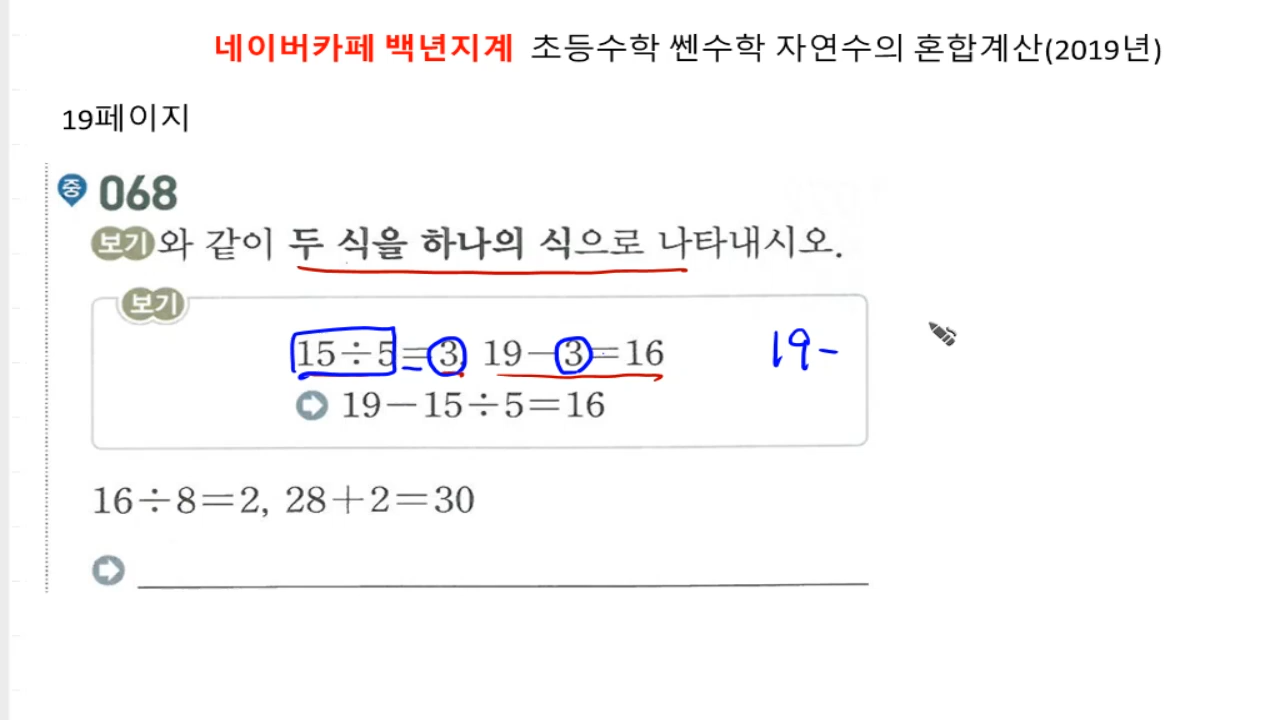 네이버카페 백년지계 초등수학 쎈수학 자연수의 혼합계산(2019년)
19페이지
중 068
보기와 같이 두 식을 하나의 식으로 나타내시오.
보기
15÷5=3, 19-3=16 19-
19-15÷5=16
16÷8=2, 28+2=30